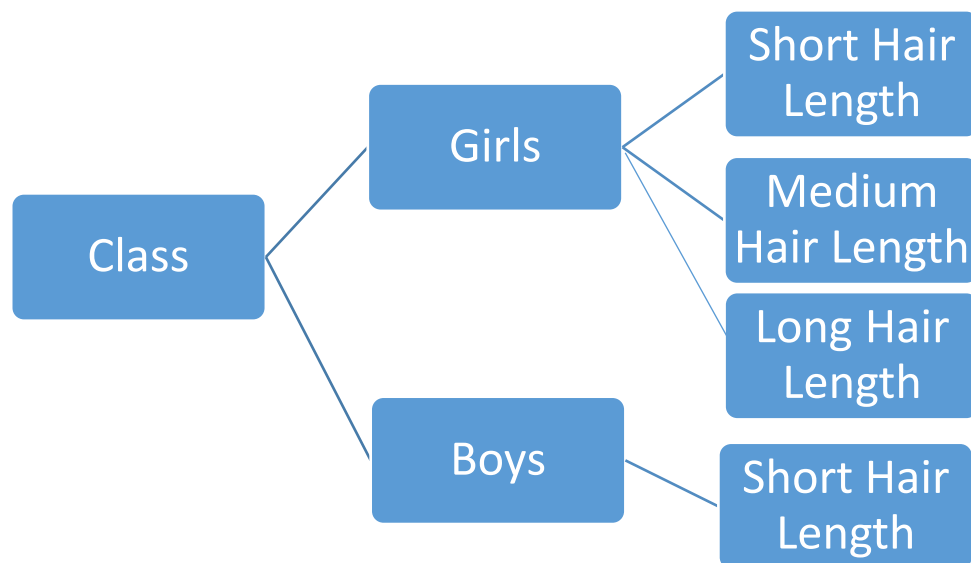 Class
Girls
Short Hair
Length
Medium
Hair Length
Long Hair
Length
Boys
Short Hair
Length